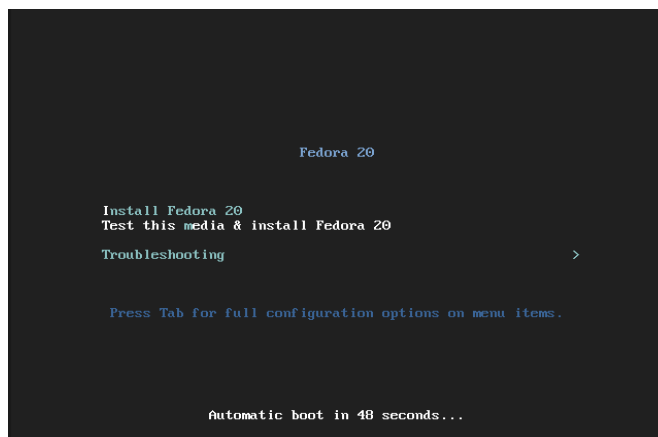 Fedora 20
Install Fedora 20
Test this media & install Fedora 20
Troubleshooting >
Press Tab for full configuration options on menu items.
Automatic boot in 48 seconds...